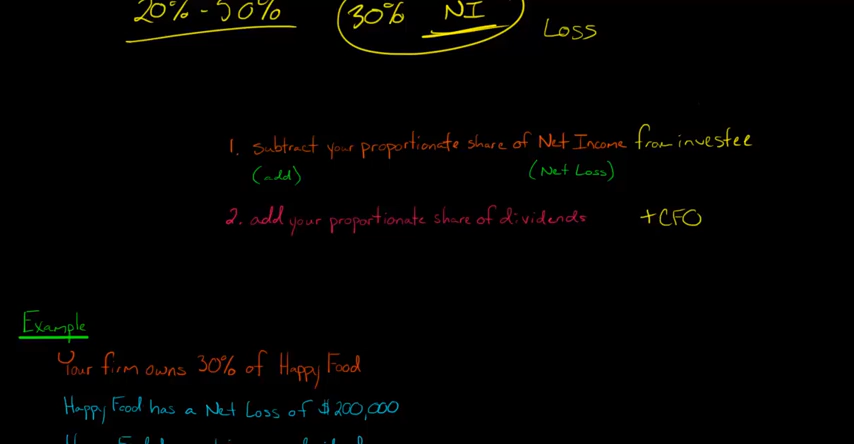 20% - 50% 30% NI Loss
1. subtract your proportionate share of Net Income from investee
(add) (Net Loss)
2. add your proportionate share of dividends +CFO
Example
Your firm owns 30% of Happy Food
Happy Food has a Net Loss of $200,000